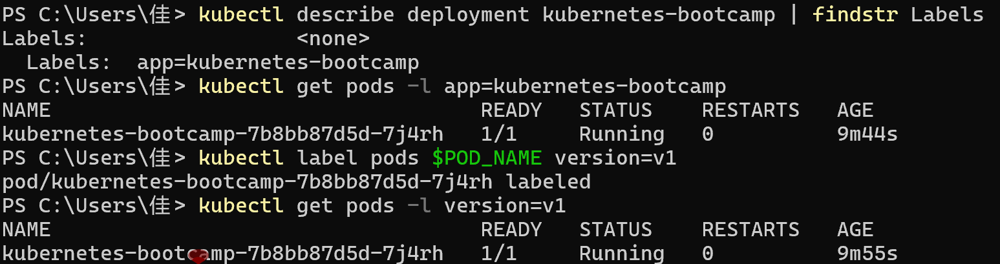 PS C:\Users\佳> kubectl describe deployment kubernetes-bootcamp | findstr Labels
Labels:                 <none>
  Labels:  app=kubernetes-bootcamp
PS C:\Users\佳> kubectl get pods -l app=kubernetes-bootcamp
NAME                                   READY   STATUS    RESTARTS   AGE
kubernetes-bootcamp-7b8bb87d5d-7j4rh   1/1     Running   0          9m44s
PS C:\Users\佳> kubectl label pods $POD_NAME version=v1
pod/kubernetes-bootcamp-7b8bb87d5d-7j4rh labeled
PS C:\Users\佳> kubectl get pods -l version=v1
NAME                                   READY   STATUS    RESTARTS   AGE
kubernetes-bootcamp-7b8bb87d5d-7j4rh   1/1     Running   0          9m55s